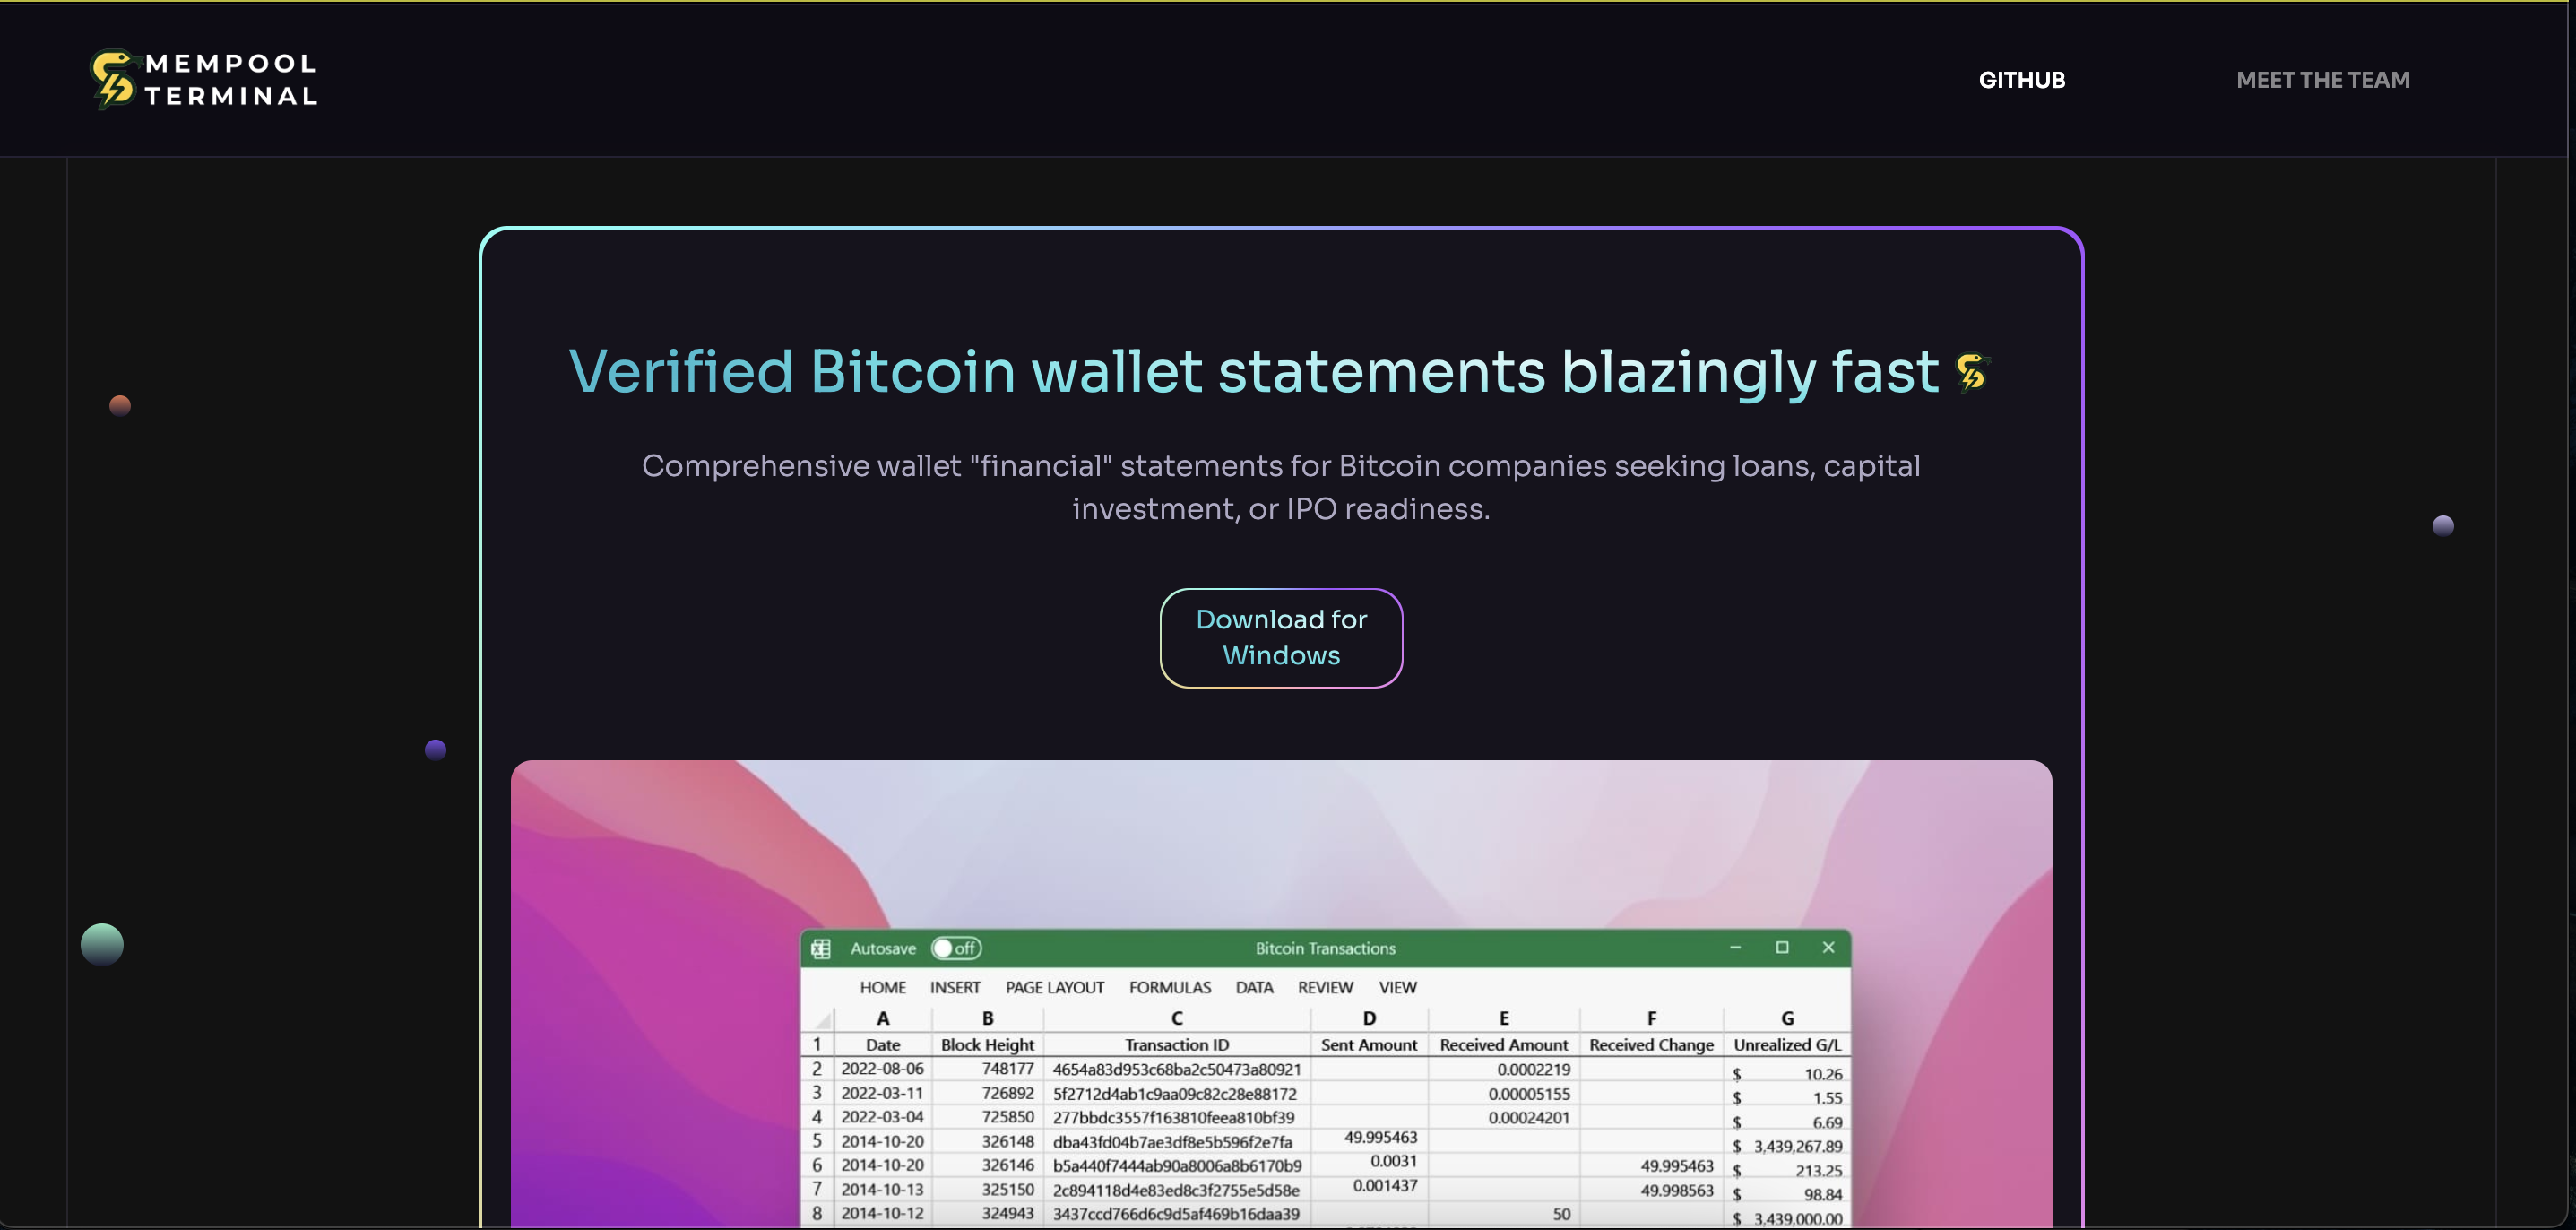 MEMPOOL
TERMINAL
GITHUB
MEET THE TEAM
Verified Bitcoin wallet statements blazingly fast
Comprehensive wallet "financial" statements for Bitcoin companies seeking loans, capital
investment, or IPO readiness.
Download for
Windows
Autosave off Bitcoin Transactions
HOME INSERT PAGE LAYOUT FORMULAS DATA REVIEW VIEW
A B C D E F G
1 Date Block Height Transaction ID Sent Amount Received Amount Received Change Unrealized G/L
2 2022-08-06 748177 4654a83d953c68ba2c50473a80921 0.0002219 $ 10.26
3 2022-03-11 726892 5f2712d4ab1c9aa09c82c28e88172 0.00005155 $ 1.55
4 2022-03-04 725850 277bbdc3557f163810feea810bf39 0.00024201 $ 6.69
5 2014-10-20 326148 dba43fd04b7ae3df8e5b596f2e7fa 49.995463 $ 3,439,267.89
6 2014-10-20 326146 b5a440f7444ab90a8006a8b6170b9 0.0031 49.995463 $ 213.25
7 2014-10-13 325150 2c894118d4e83ed8c3f2755e5d58e 0.001437 49.998563 $ 98.84
8 2014-10-12 324943 3437ccd766d6c9d5af469b16daa39 50 $ 3,439,000.00